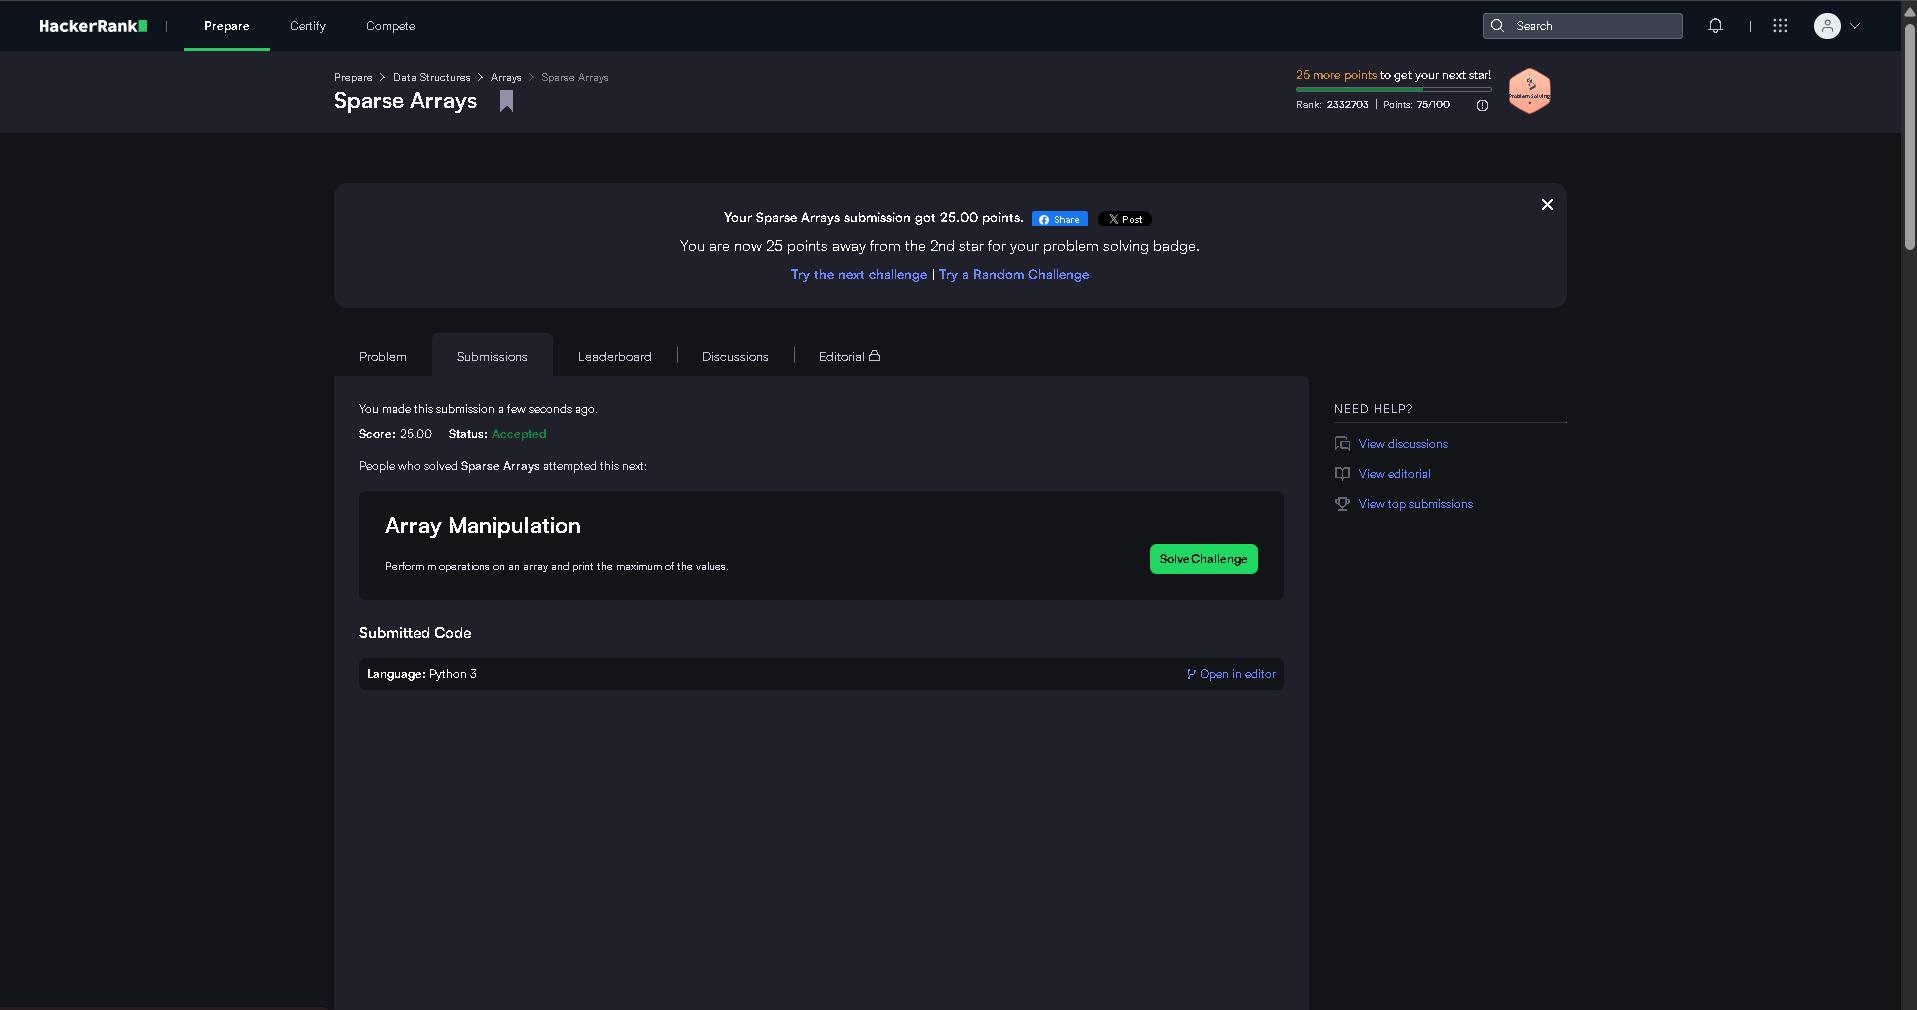 HackerRank
Prepare
Certify
Compete
Search
Prepare > Data Structures > Arrays > Sparse Arrays
Sparse Arrays
25 more points to get your next star!
Rank: 2332703 | Points: 75/100
Problem Solving
Your Sparse Arrays submission got 25.00 points.
Share
Post
You are now 25 points away from the 2nd star for your problem solving badge.
Try the next challenge | Try a Random Challenge
Problem
Submissions
Leaderboard
Discussions
Editorial
You made this submission a few seconds ago.
Score: 25.00 Status: Accepted
People who solved Sparse Arrays attempted this next:
Array Manipulation
Perform m operations on an array and print the maximum of the values.
Solve Challenge
Submitted Code
Language: Python 3
Open in editor
NEED HELP?
View discussions
View editorial
View top submissions